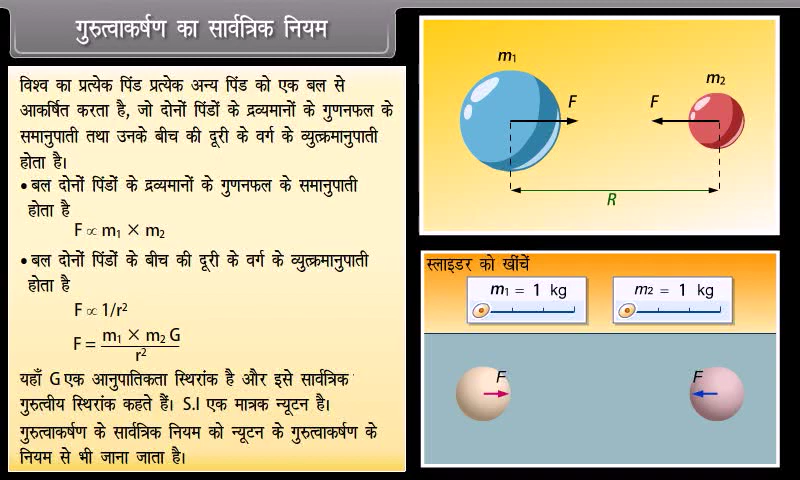 गुरुत्वाकर्षण का सार्वत्रिक नियम
विश्व का प्रत्येक पिंड प्रत्येक अन्य पिंड को एक बल से
आकर्षित करता है, जो दोनों पिंडों के द्रव्यमानों के गुणनफल के
समानुपाती तथा उनके बीच की दूरी के वर्ग के व्युत्क्रमानुपाती
होता है।
• बल दोनों पिंडों के द्रव्यमानों के गुणनफल के समानुपाती
होता है
F ∝ m₁ × m₂
• बल दोनों पिंडों के बीच की दूरी के वर्ग के व्युत्क्रमानुपाती
होता है
F ∝ 1/r²
F = m₁ × m₂ G
r²
यहाँ G एक आनुपातिकता स्थिरांक है और इसे सार्वत्रिक
गुरुत्वीय स्थिरांक कहते हैं। S.I एक मात्रक न्यूटन है।
गुरुत्वाकर्षण के सार्वत्रिक नियम को न्यूटन के गुरुत्वाकर्षण के
नियम से भी जाना जाता है।
m₁
m₂
F F
R
स्लाइडर को खींचें
m₁ = 1 kg m₂ = 1 kg
F F